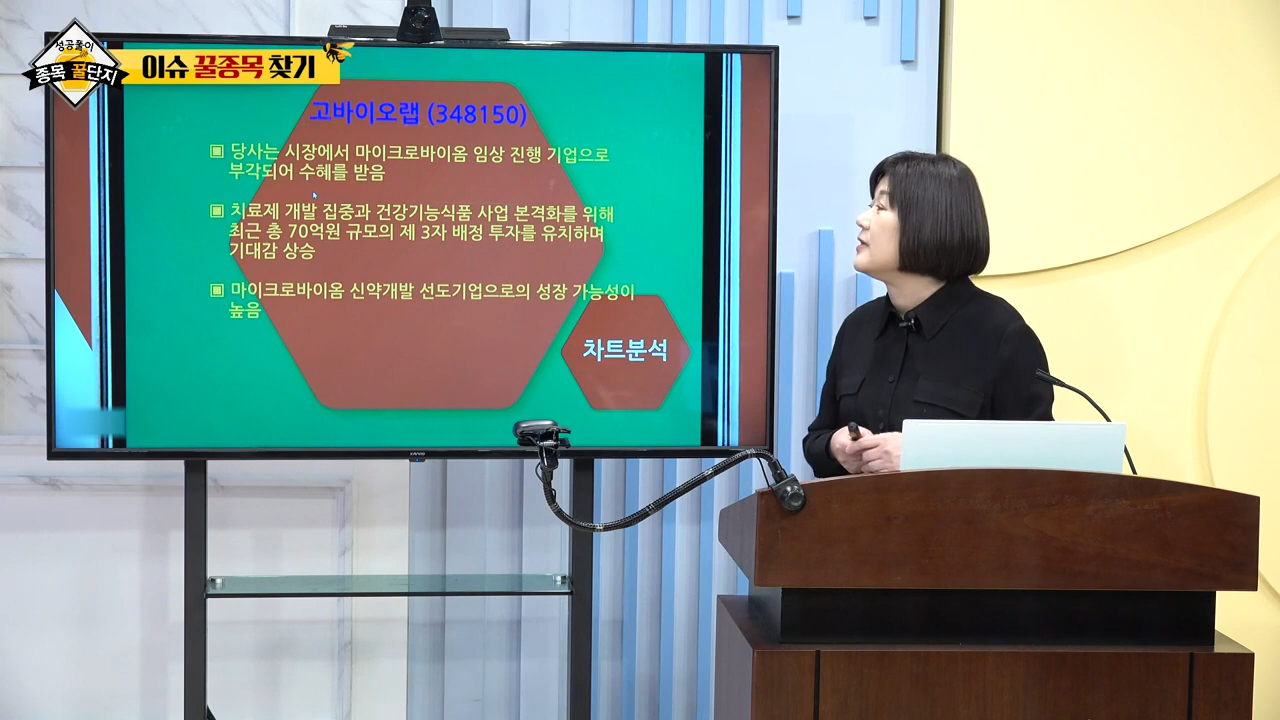 성공풀이
종목 꿀단지
이슈 꿀종목 찾기
고바이오랩 (348150)
▣ 당사는 시장에서 마이크로바이옴 임상 진행 기업으로
부각되어 수혜를 받음
▣ 치료제 개발 집중과 건강기능식품 사업 본격화를 위해
최근 총 70억원 규모의 제 3자 배정 투자를 유치하며
기대감 상승
▣ 마이크로바이옴 신약개발 선도기업으로의 성장 가능성이
높음
차트분석